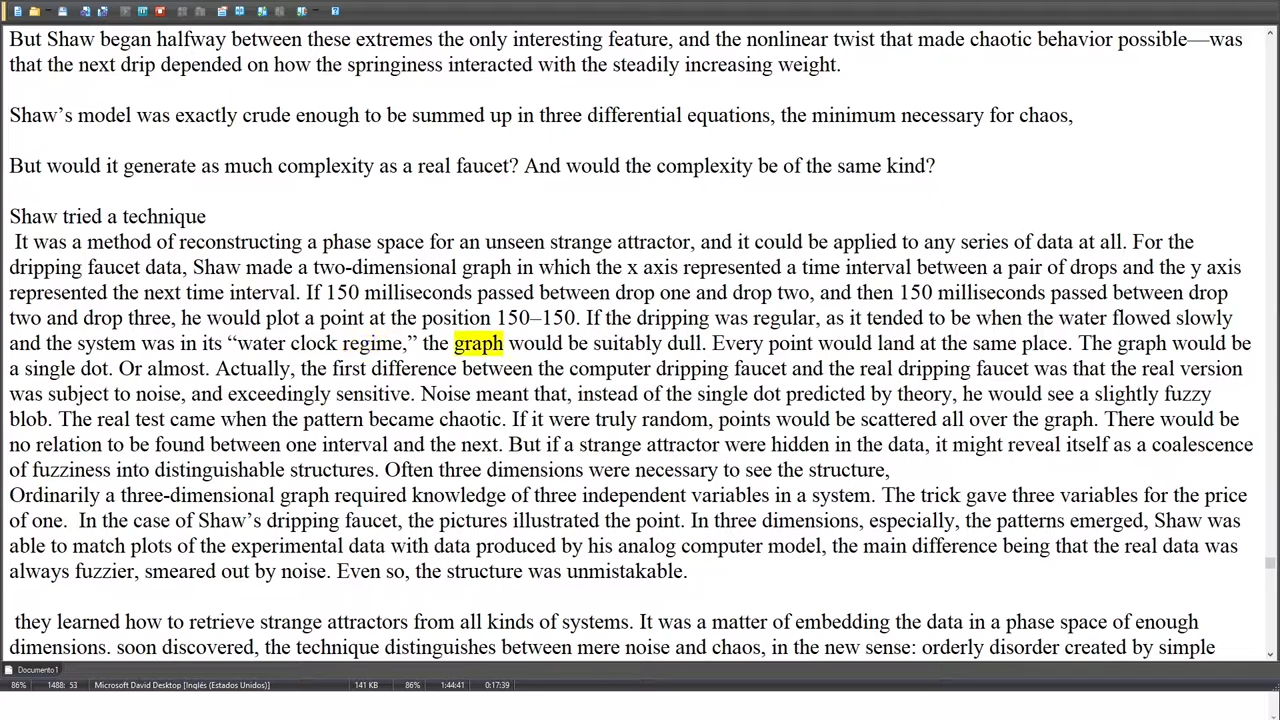 But Shaw began halfway between these extremes the only interesting feature, and the nonlinear twist that made chaotic behavior possible—was
that the next drip depended on how the springiness interacted with the steadily increasing weight.
Shaw’s model was exactly crude enough to be summed up in three differential equations, the minimum necessary for chaos,
But would it generate as much complexity as a real faucet? And would the complexity be of the same kind?
Shaw tried a technique
It was a method of reconstructing a phase space for an unseen strange attractor, and it could be applied to any series of data at all. For the
dripping faucet data, Shaw made a two-dimensional graph in which the x axis represented a time interval between a pair of drops and the y axis
represented the next time interval. If 150 milliseconds passed between drop one and drop two, and then 150 milliseconds passed between drop
two and drop three, he would plot a point at the position 150–150. If the dripping was regular, as it tended to be when the water flowed slowly
and the system was in its “water clock regime,” the graph would be suitably dull. Every point would land at the same place. The graph would be
a single dot. Or almost. Actually, the first difference between the computer dripping faucet and the real dripping faucet was that the real version
was subject to noise, and exceedingly sensitive. Noise meant that, instead of the single dot predicted by theory, he would see a slightly fuzzy
blob. The real test came when the pattern became chaotic. If it were truly random, points would be scattered all over the graph. There would be
no relation to be found between one interval and the next. But if a strange attractor were hidden in the data, it might reveal itself as a coalescence
of fuzziness into distinguishable structures. Often three dimensions were necessary to see the structure,
Ordinarily a three-dimensional graph required knowledge of three independent variables in a system. The trick gave three variables for the price
of one. In the case of Shaw’s dripping faucet, the pictures illustrated the point. In three dimensions, especially, the patterns emerged, Shaw was
able to match plots of the experimental data with data produced by his analog computer model, the main difference being that the real data was
always fuzzier, smeared out by noise. Even so, the structure was unmistakable.
they learned how to retrieve strange attractors from all kinds of systems. It was a matter of embedding the data in a phase space of enough
dimensions. soon discovered, the technique distinguishes between mere noise and chaos, in the new sense: orderly disorder created by simple
Documento1
86% 1488: 53 Microsoft David Desktop [Inglés (Estados Unidos)] 141 KB 86% 1:44:41 0:17:39